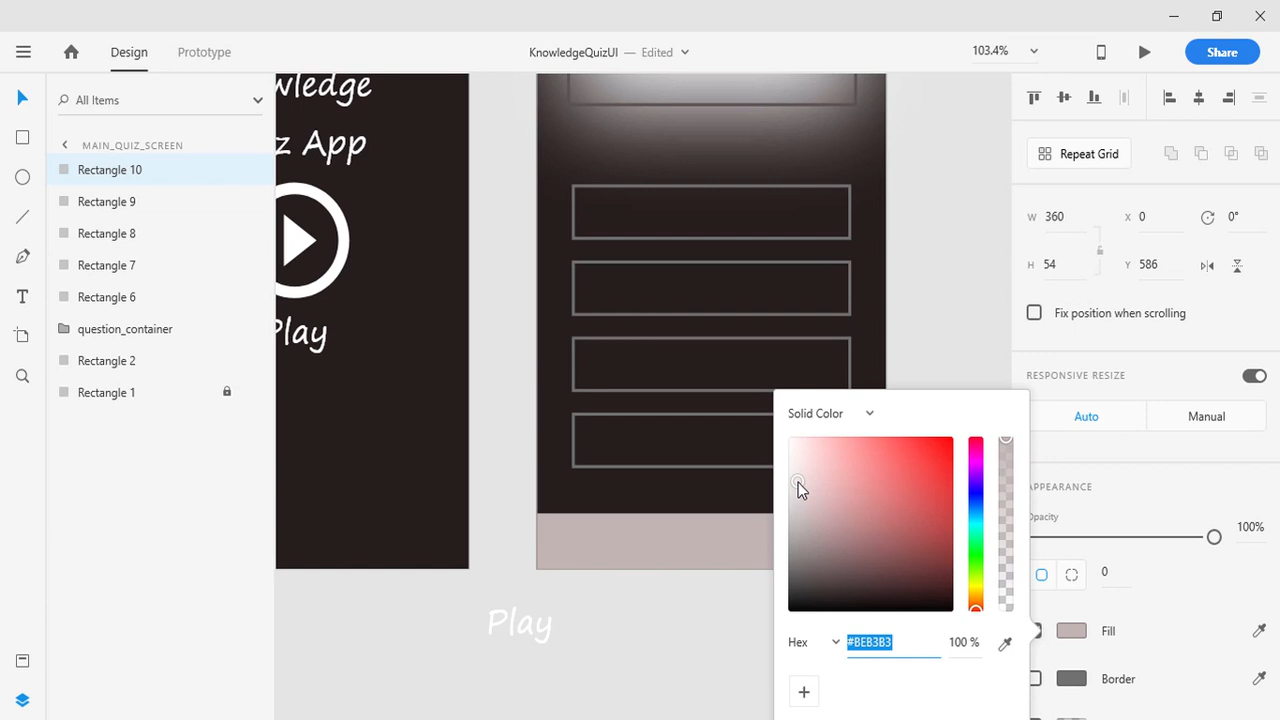 Design
Prototype
KnowledgeQuizUI — Edited
103.4%
Share
All Items
MAIN_QUIZ_SCREEN
Rectangle 10
Rectangle 9
Rectangle 8
Rectangle 7
Rectangle 6
question_container
Rectangle 2
Rectangle 1
wledge
z App
Play
Play
Repeat Grid
W 360 X 0 0°
H 54 Y 586
Fix position when scrolling
RESPONSIVE RESIZE
Auto
Manual
APPEARANCE
Opacity
100%
0
Fill
Border
Solid Color
Hex #BEB3B3 100 %